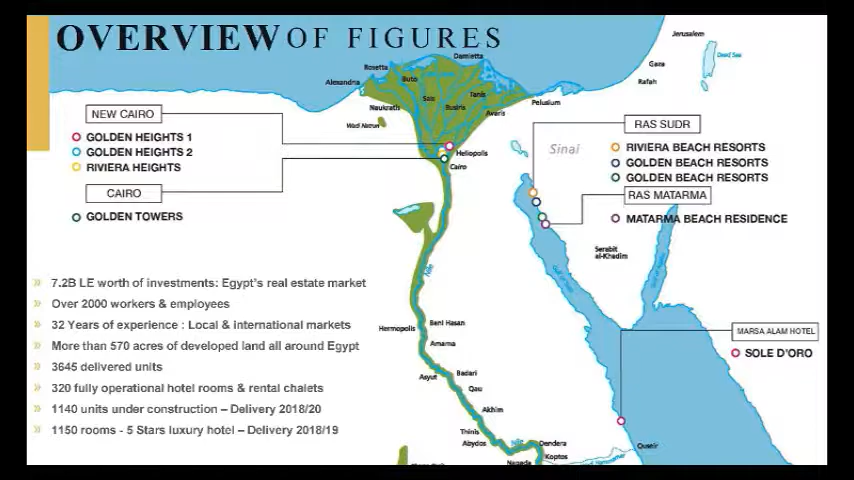 OVERVIEW OF FIGURES
NEW CAIRO
GOLDEN HEIGHTS 1
GOLDEN HEIGHTS 2
RIVIERA HEIGHTS
CAIRO
GOLDEN TOWERS
RAS SUDR
RIVIERA BEACH RESORTS
GOLDEN BEACH RESORTS
GOLDEN BEACH RESORTS
RAS MATARMA
MATARMA BEACH RESIDENCE
MARSA ALAM HOTEL
SOLE D'ORO
» 7.2B LE worth of investments: Egypt's real estate market
» Over 2000 workers & employees
» 32 Years of experience : Local & international markets
» More than 570 acres of developed land all around Egypt
» 3645 delivered units
» 320 fully operational hotel rooms & rental chalets
» 1140 units under construction – Delivery 2018/20
» 1150 rooms - 5 Stars luxury hotel – Delivery 2018/19
Jerusalem
Dead Sea
Gaza
Rafah
Damietta
Rosetta
Alexandria
Buto
Tanis
Sais
Busiris
Naukratis
Avaris
Pelusium
Wadi Natrun
Heliopolis
Cairo
Sinai
Serabit
al-Khadim
Nile
Hermopolis
Beni Hasan
Amarna
Badari
Asyut
Qau
Akhim
Thinis
Abydos
Dendera
Koptos
Naqada
Quseir